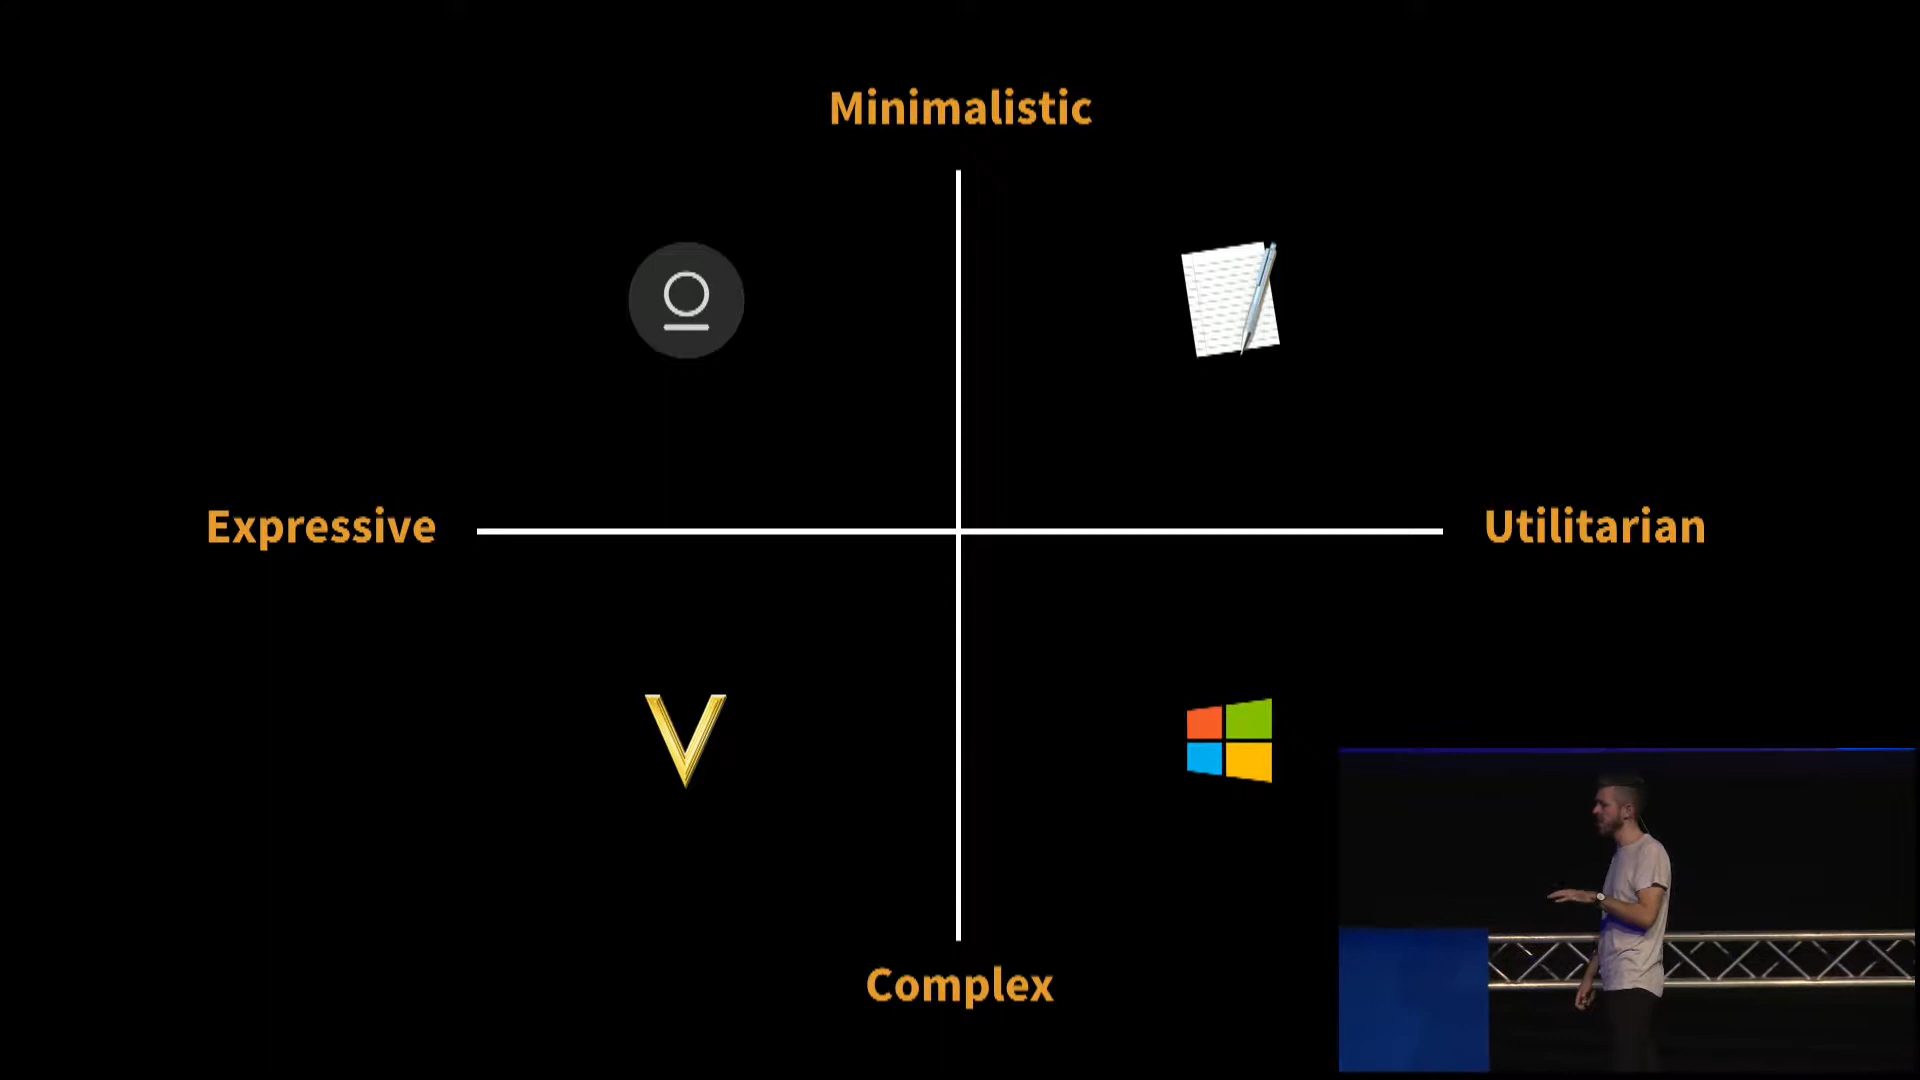 Minimalistic
Expressive
Utilitarian
V
Complex